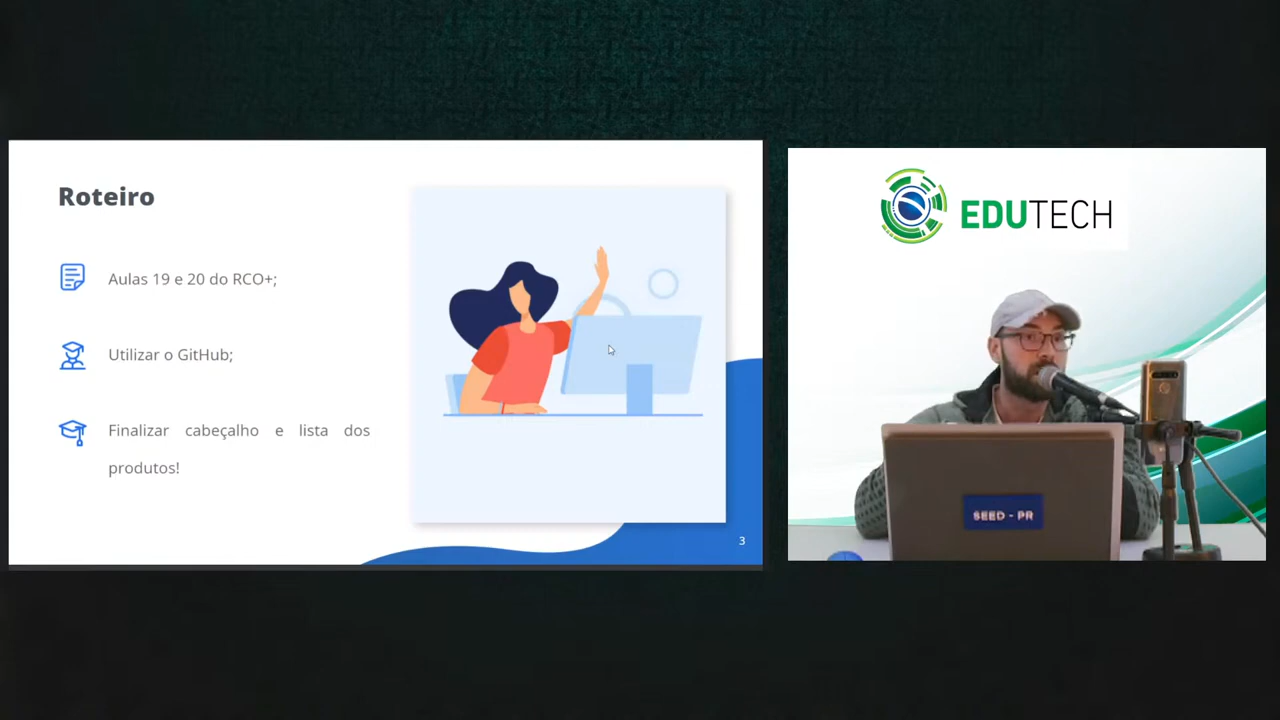 Roteiro
Aulas 19 e 20 do RCO+;
Utilizar o GitHub;
Finalizar cabeçalho e lista dos
produtos!
3
EDUTECH
SEED - PR